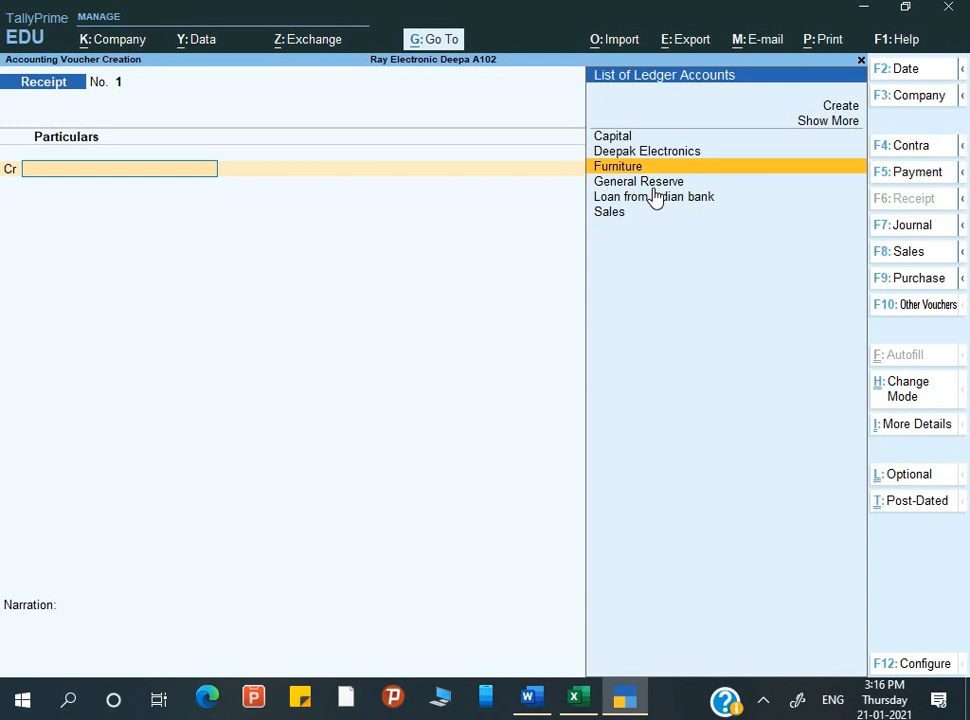 TallyPrime MANAGE
EDU K: Company Y: Data Z: Exchange G: Go To O: Import E: Export M: E-mail P: Print F1: Help
Accounting Voucher Creation Ray Electronic Deepa A102
Receipt No. 1
Particulars
Cr
Narration:
List of Ledger Accounts
Create
Show More
Capital
Deepak Electronics
Furniture
General Reserve
Loan from Indian bank
Sales
F2: Date
F3: Company
F4: Contra
F5: Payment
F6: Receipt
F7: Journal
F8: Sales
F9: Purchase
F10: Other Vouchers
F: Autofill
H: Change
Mode
I: More Details
L: Optional
T: Post-Dated
F12: Configure
ENG
3:16 PM
Thursday
21-01-2021